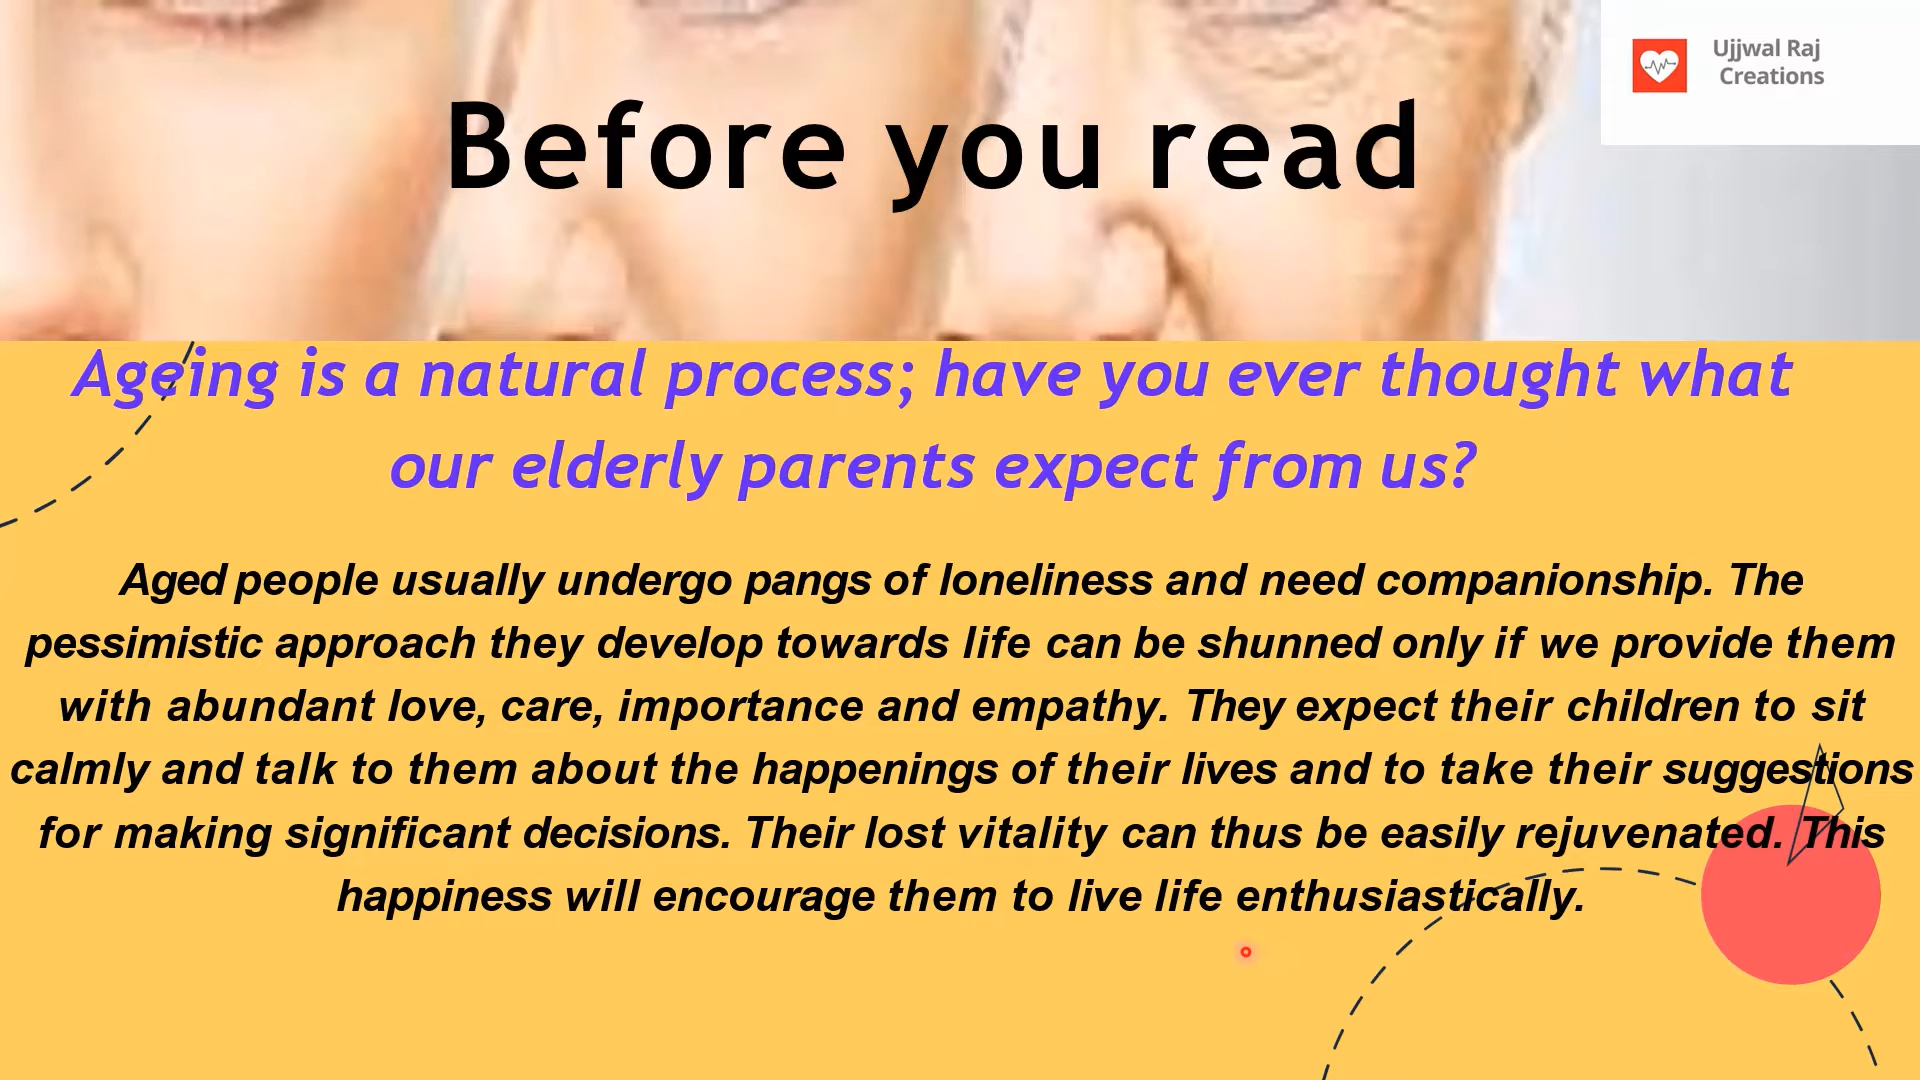 Ujjwal Raj
Creations
Before you read
Ageing is a natural process; have you ever thought what
our elderly parents expect from us?
Aged people usually undergo pangs of loneliness and need companionship. The
pessimistic approach they develop towards life can be shunned only if we provide them
with abundant love, care, importance and empathy. They expect their children to sit
calmly and talk to them about the happenings of their lives and to take their suggestions
for making significant decisions. Their lost vitality can thus be easily rejuvenated. This
happiness will encourage them to live life enthusiastically.